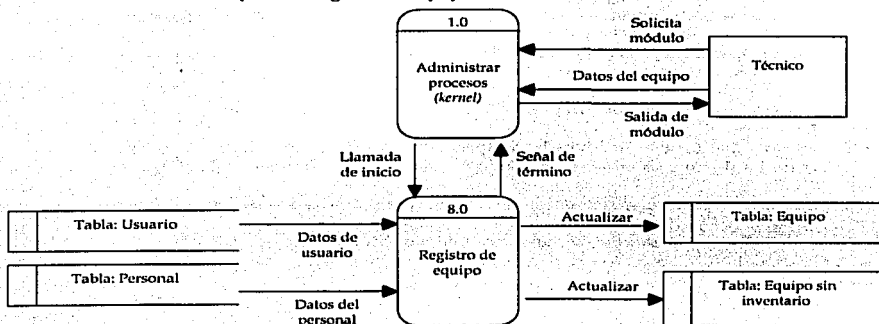 1.0
Administrar
procesos
(kernel)
Solicita
módulo
Datos del equipo
Salida de
módulo
Técnico
Llamada
de inicio
Señal de
término
8.0
Registro de
equipo
Tabla: Usuario
Datos de
usuario
Tabla: Personal
Datos del
personal
Actualizar
Tabla: Equipo
Actualizar
Tabla: Equipo sin
inventario